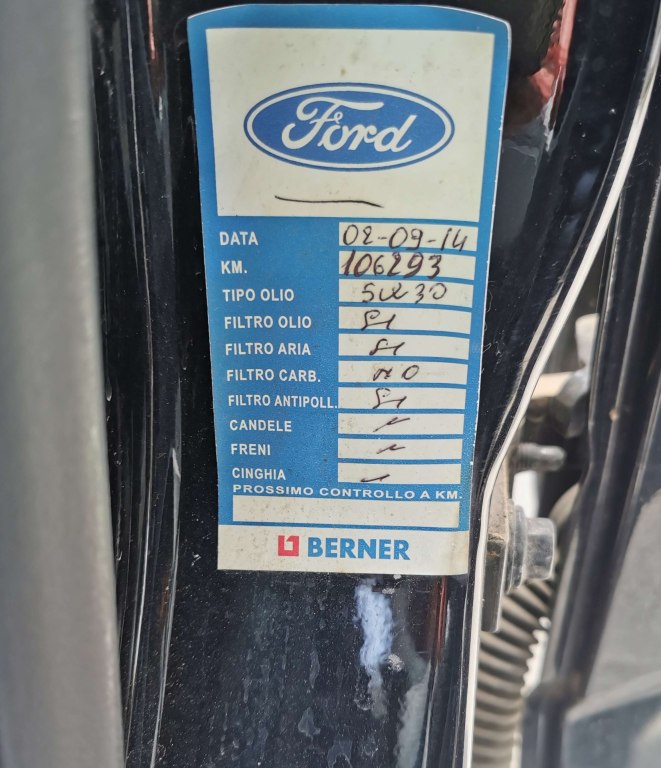 Ford
DATA 02-09-14
KM. 106293
TIPO OLIO 5W30
FILTRO OLIO SI
FILTRO ARIA SI
FILTRO CARB. NO
FILTRO ANTIPOLL. SI
CANDELE
FRENI
CINGHIA
PROSSIMO CONTROLLO A KM.
BERNER